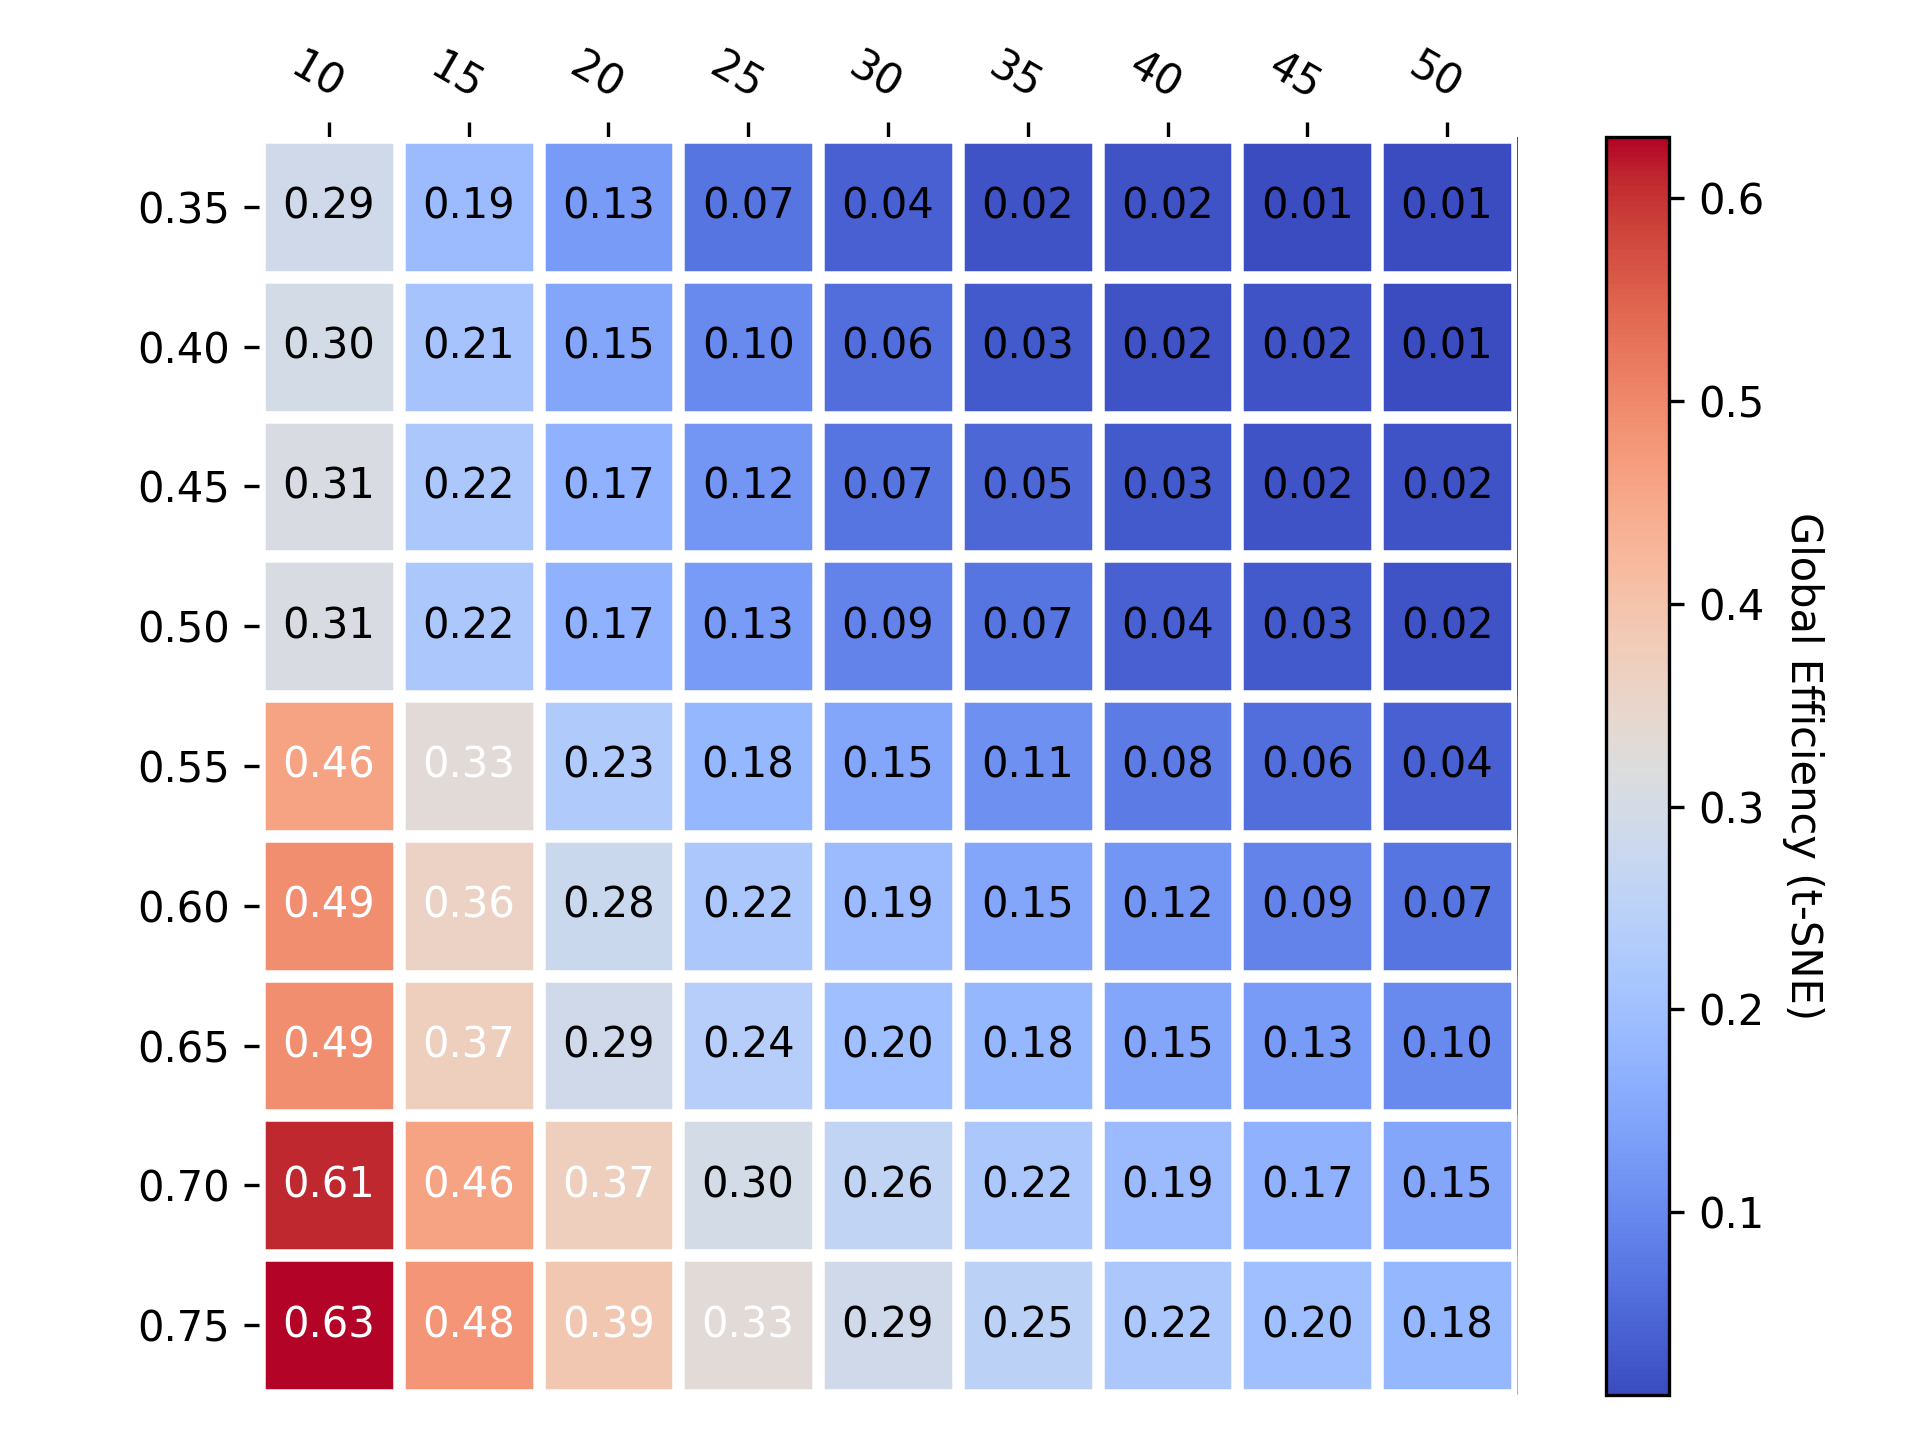 10 15 20 25 30 35 40 45 50
0.35 0.29 0.19 0.13 0.07 0.04 0.02 0.02 0.01 0.01
0.40 0.30 0.21 0.15 0.10 0.06 0.03 0.02 0.02 0.01
0.45 0.31 0.22 0.17 0.12 0.07 0.05 0.03 0.02 0.02
0.50 0.31 0.22 0.17 0.13 0.09 0.07 0.04 0.03 0.02
0.55 0.46 0.33 0.23 0.18 0.15 0.11 0.08 0.06 0.04
0.60 0.49 0.36 0.28 0.22 0.19 0.15 0.12 0.09 0.07
0.65 0.49 0.37 0.29 0.24 0.20 0.18 0.15 0.13 0.10
0.70 0.61 0.46 0.37 0.30 0.26 0.22 0.19 0.17 0.15
0.75 0.63 0.48 0.39 0.33 0.29 0.25 0.22 0.20 0.18
0.6
0.5
0.4
0.3
0.2
0.1
Global Efficiency (t-SNE)